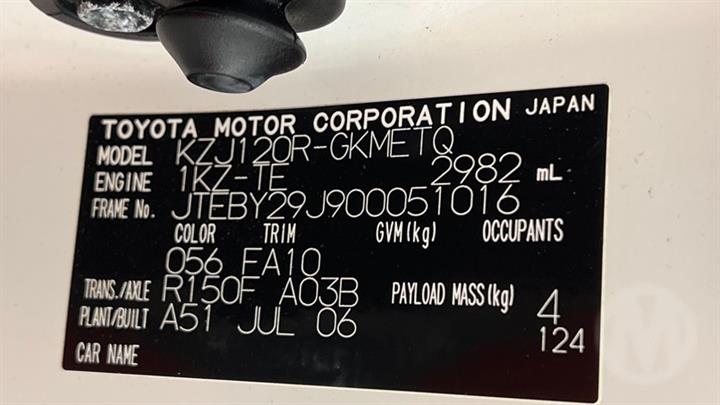 TOYOTA MOTOR CORPORATION JAPAN
MODEL KZJ120R-GKMETQ
ENGINE 1KZ-TE 2982 mL
FRAME No. JTEBY29J900051016
COLOR TRIM GVM(kg) OCCUPANTS
056 FA10
TRANS./AXLE R150F A03B PAYLOAD MASS(kg) 4
PLANT/BUILT A51 JUL 06 124
CAR NAME
M